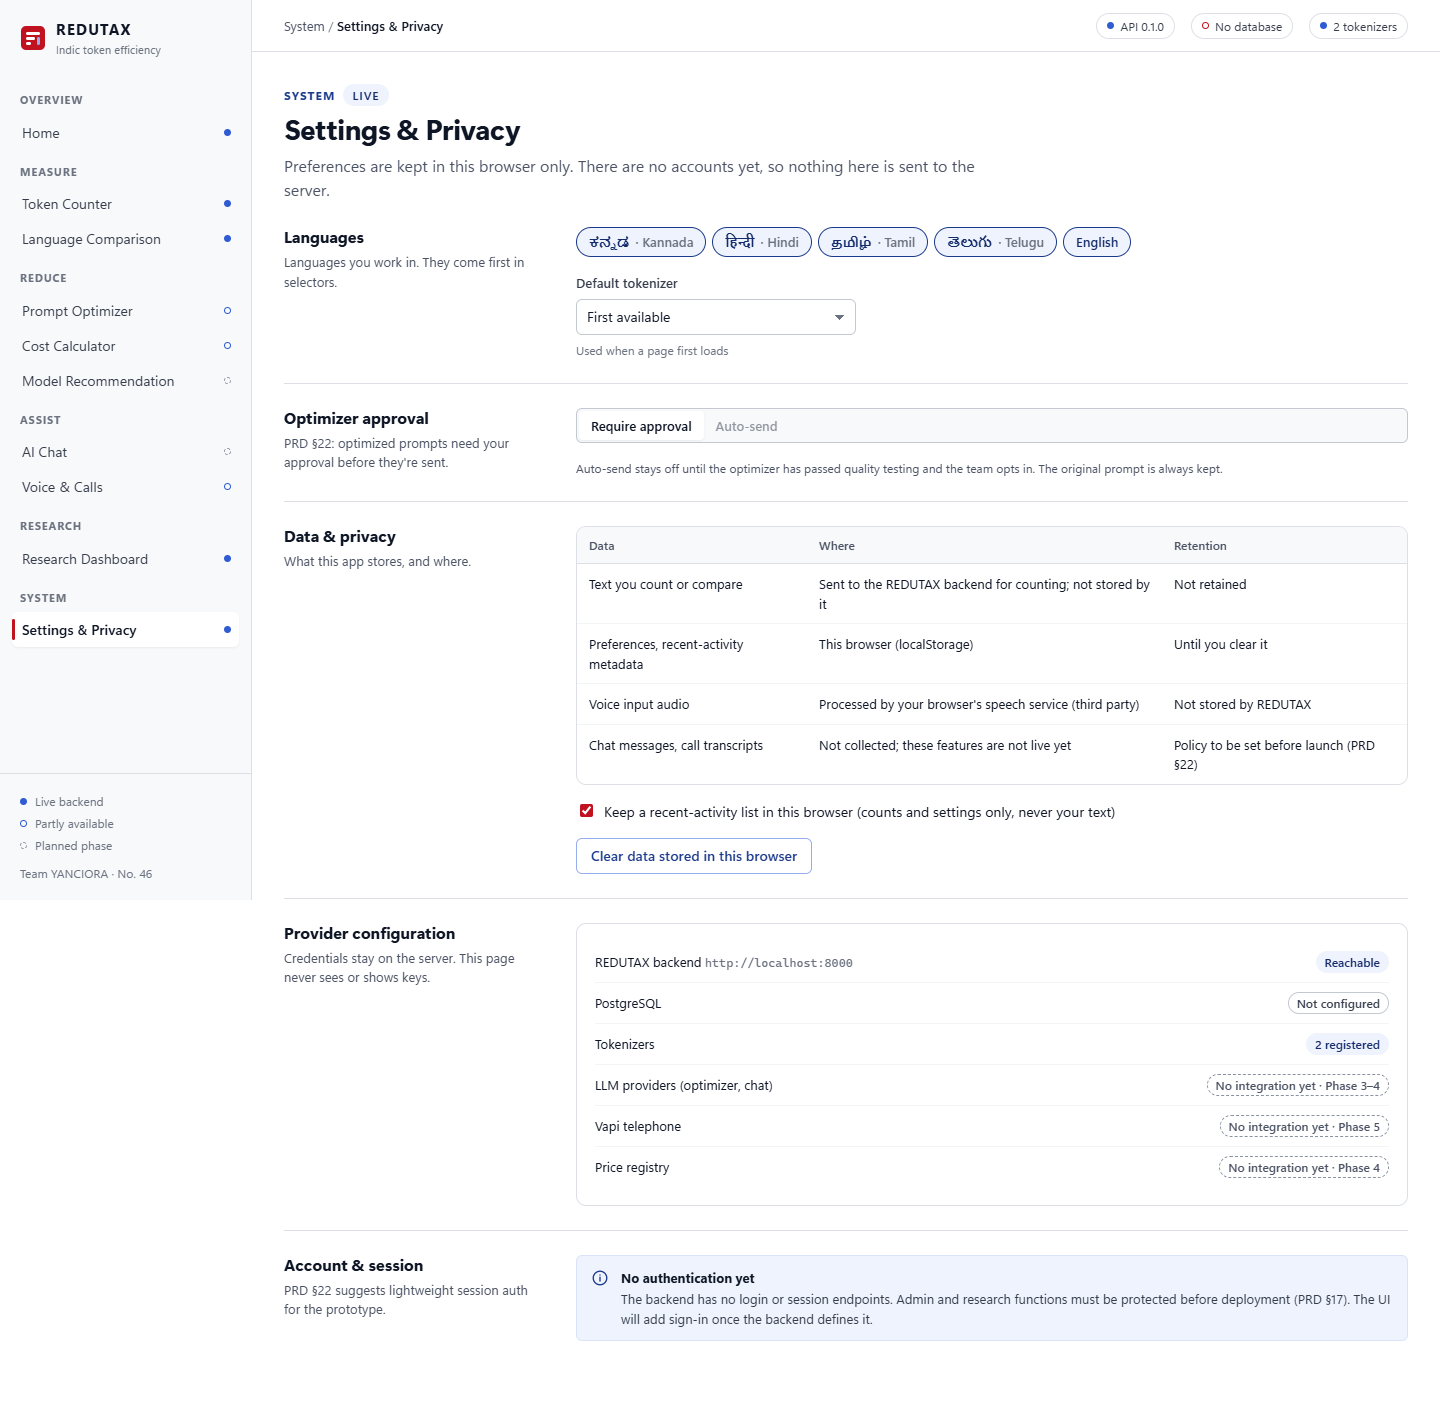 REDUTAX
Indic token efficiency
OVERVIEW
Home
MEASURE
Token Counter
Language Comparison
REDUCE
Prompt Optimizer
Cost Calculator
Model Recommendation
ASSIST
AI Chat
Voice & Calls
RESEARCH
Research Dashboard
SYSTEM
Settings & Privacy
Live backend
Partly available
Planned phase
Team YANCIORA · No. 46
System / Settings & Privacy
API 0.1.0
No database
2 tokenizers
SYSTEM LIVE
Settings & Privacy
Preferences are kept in this browser only. There are no accounts yet, so nothing here is sent to the
server.
Languages
Languages you work in. They come first in
selectors.
ಕನ್ನಡ · Kannada
हिन्दी · Hindi
தமிழ் · Tamil
తెలుగు · Telugu
English
Default tokenizer
First available
Used when a page first loads
Optimizer approval
PRD §22: optimized prompts need your
approval before they're sent.
Require approval Auto-send
Auto-send stays off until the optimizer has passed quality testing and the team opts in. The original prompt is always kept.
Data & privacy
What this app stores, and where.
Data Where Retention
Text you count or compare
Sent to the REDUTAX backend for counting; not stored by
it
Not retained
Preferences, recent-activity
metadata
This browser (localStorage)
Until you clear it
Voice input audio
Processed by your browser's speech service (third party)
Not stored by REDUTAX
Chat messages, call transcripts
Not collected; these features are not live yet
Policy to be set before launch (PRD
§22)
Keep a recent-activity list in this browser (counts and settings only, never your text)
Clear data stored in this browser
Provider configuration
Credentials stay on the server. This page
never sees or shows keys.
REDUTAX backend http://localhost:8000
Reachable
PostgreSQL
Not configured
Tokenizers
2 registered
LLM providers (optimizer, chat)
No integration yet · Phase 3–4
Vapi telephone
No integration yet · Phase 5
Price registry
No integration yet · Phase 4
Account & session
PRD §22 suggests lightweight session auth
for the prototype.
No authentication yet
The backend has no login or session endpoints. Admin and research functions must be protected before deployment (PRD §17). The UI
will add sign-in once the backend defines it.